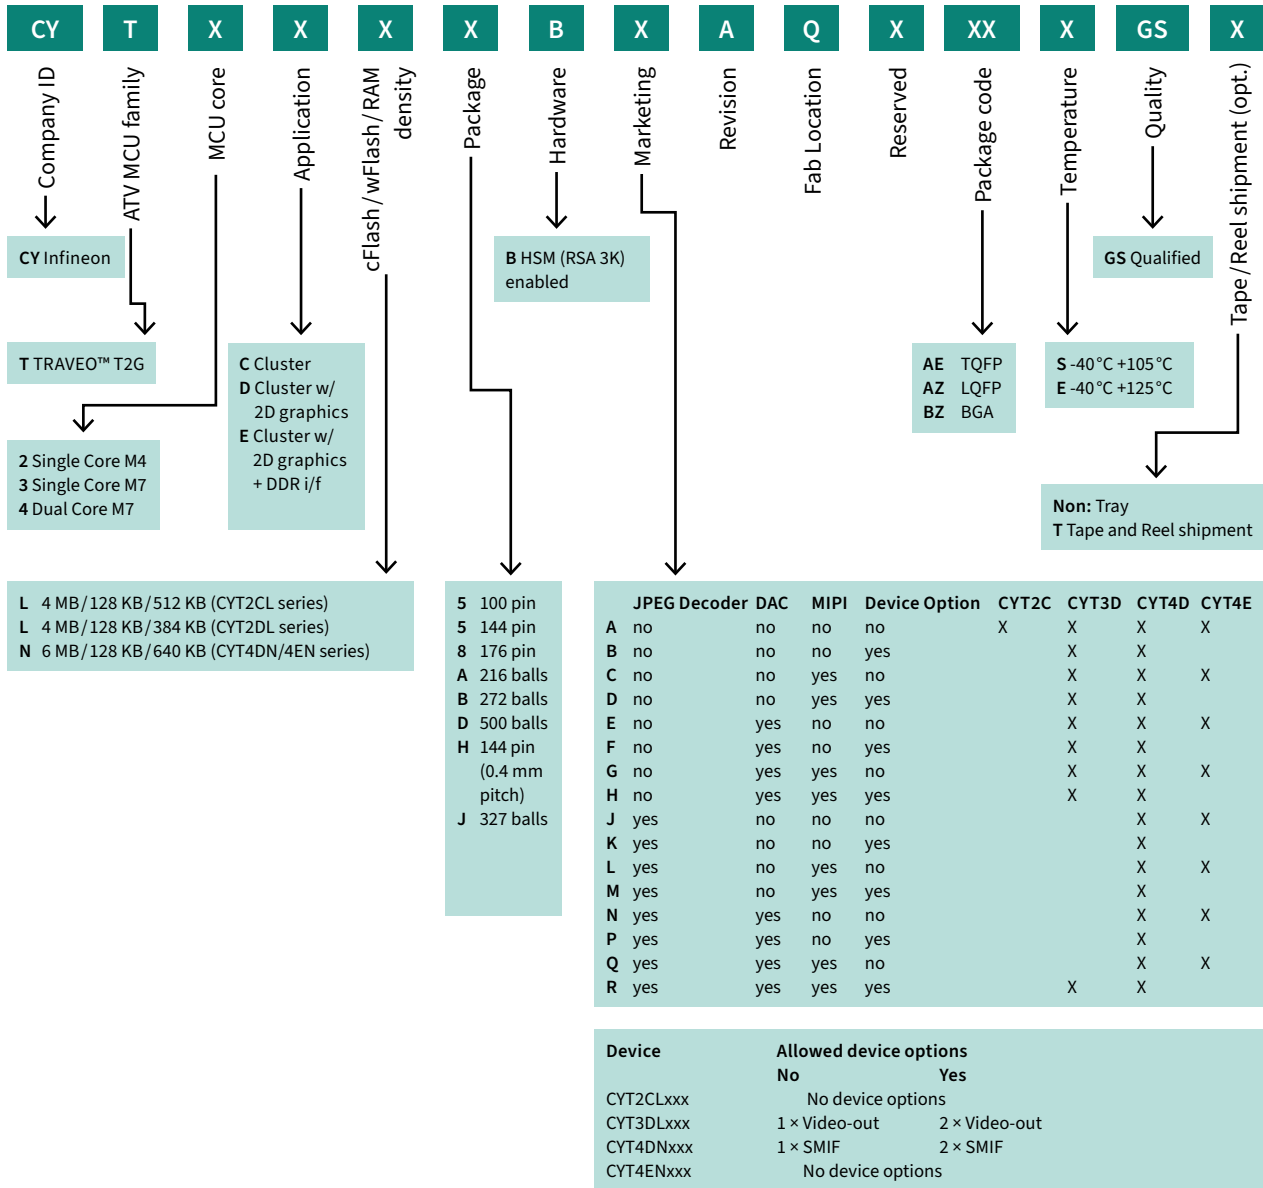 CY T X X X X B X A Q X XX X GS X
Company ID
ATV MCU family
MCU core
Application
cFlash/wFlash/RAM
density
Package
Hardware
Marketing
Revision
Fab Location
Reserved
Package code
Temperature
Quality
Tape/Reel shipment (opt.)
CY Infineon
B HSM (RSA 3K)
enabled
GS Qualified
T TRAVEO™ T2G
C Cluster
D Cluster w/
2D graphics
E Cluster w/
2D graphics
+ DDR i/f
AE TQFP
AZ LQFP
BZ BGA
S -40°C +105°C
E -40°C +125°C
2 Single Core M4
3 Single Core M7
4 Dual Core M7
Non: Tray
T Tape and Reel shipment
L 4 MB/128 KB/512 KB (CYT2CL series)
L 4 MB/128 KB/384 KB (CYT2DL series)
N 6 MB/128 KB/640 KB (CYT4DN/4EN series)
5 100 pin
5 144 pin
8 176 pin
A 216 balls
B 272 balls
D 500 balls
H 144 pin
(0.4 mm
pitch)
J 327 balls
JPEG Decoder DAC MIPI Device Option CYT2C CYT3D CYT4D CYT4E
A no no no no X X X X
B no no no yes X X
C no no yes no X X X
D no no yes yes X X
E no yes no no X X X
F no yes no yes X X
G no yes yes no X X X
H no yes yes yes X X
J yes no no no X X
K yes no no yes X
L yes no yes no X X
M yes no yes yes X
N yes yes no no X X
P yes yes no yes X
Q yes yes yes no X X
R yes yes yes yes X X
Device Allowed device options
No Yes
CYT2CLxxx No device options
CYT3DLxxx 1 × Video-out 2 × Video-out
CYT4DNxxx 1 × SMIF 2 × SMIF
CYT4ENxxx No device options